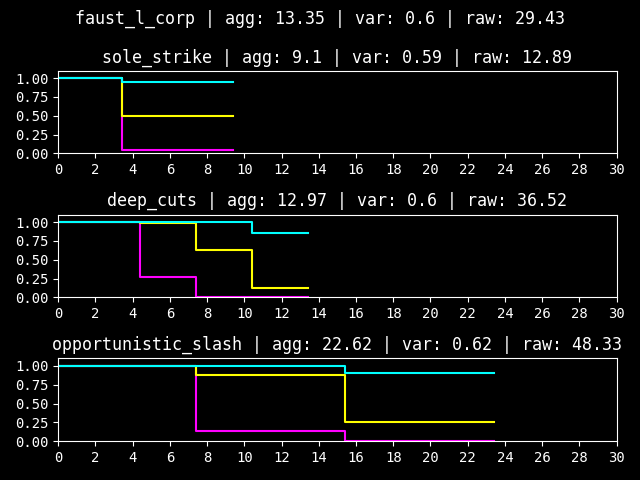 faust_l_corp | agg: 13.35 | var: 0.6 | raw: 29.43
sole_strike | agg: 9.1 | var: 0.59 | raw: 12.89
1.00
0.75
0.50
0.25
0.00
0 2 4 6 8 10 12 14 16 18 20 22 24 26 28 30
deep_cuts | agg: 12.97 | var: 0.6 | raw: 36.52
1.00
0.75
0.50
0.25
0.00
0 2 4 6 8 10 12 14 16 18 20 22 24 26 28 30
opportunistic_slash | agg: 22.62 | var: 0.62 | raw: 48.33
1.00
0.75
0.50
0.25
0.00
0 2 4 6 8 10 12 14 16 18 20 22 24 26 28 30